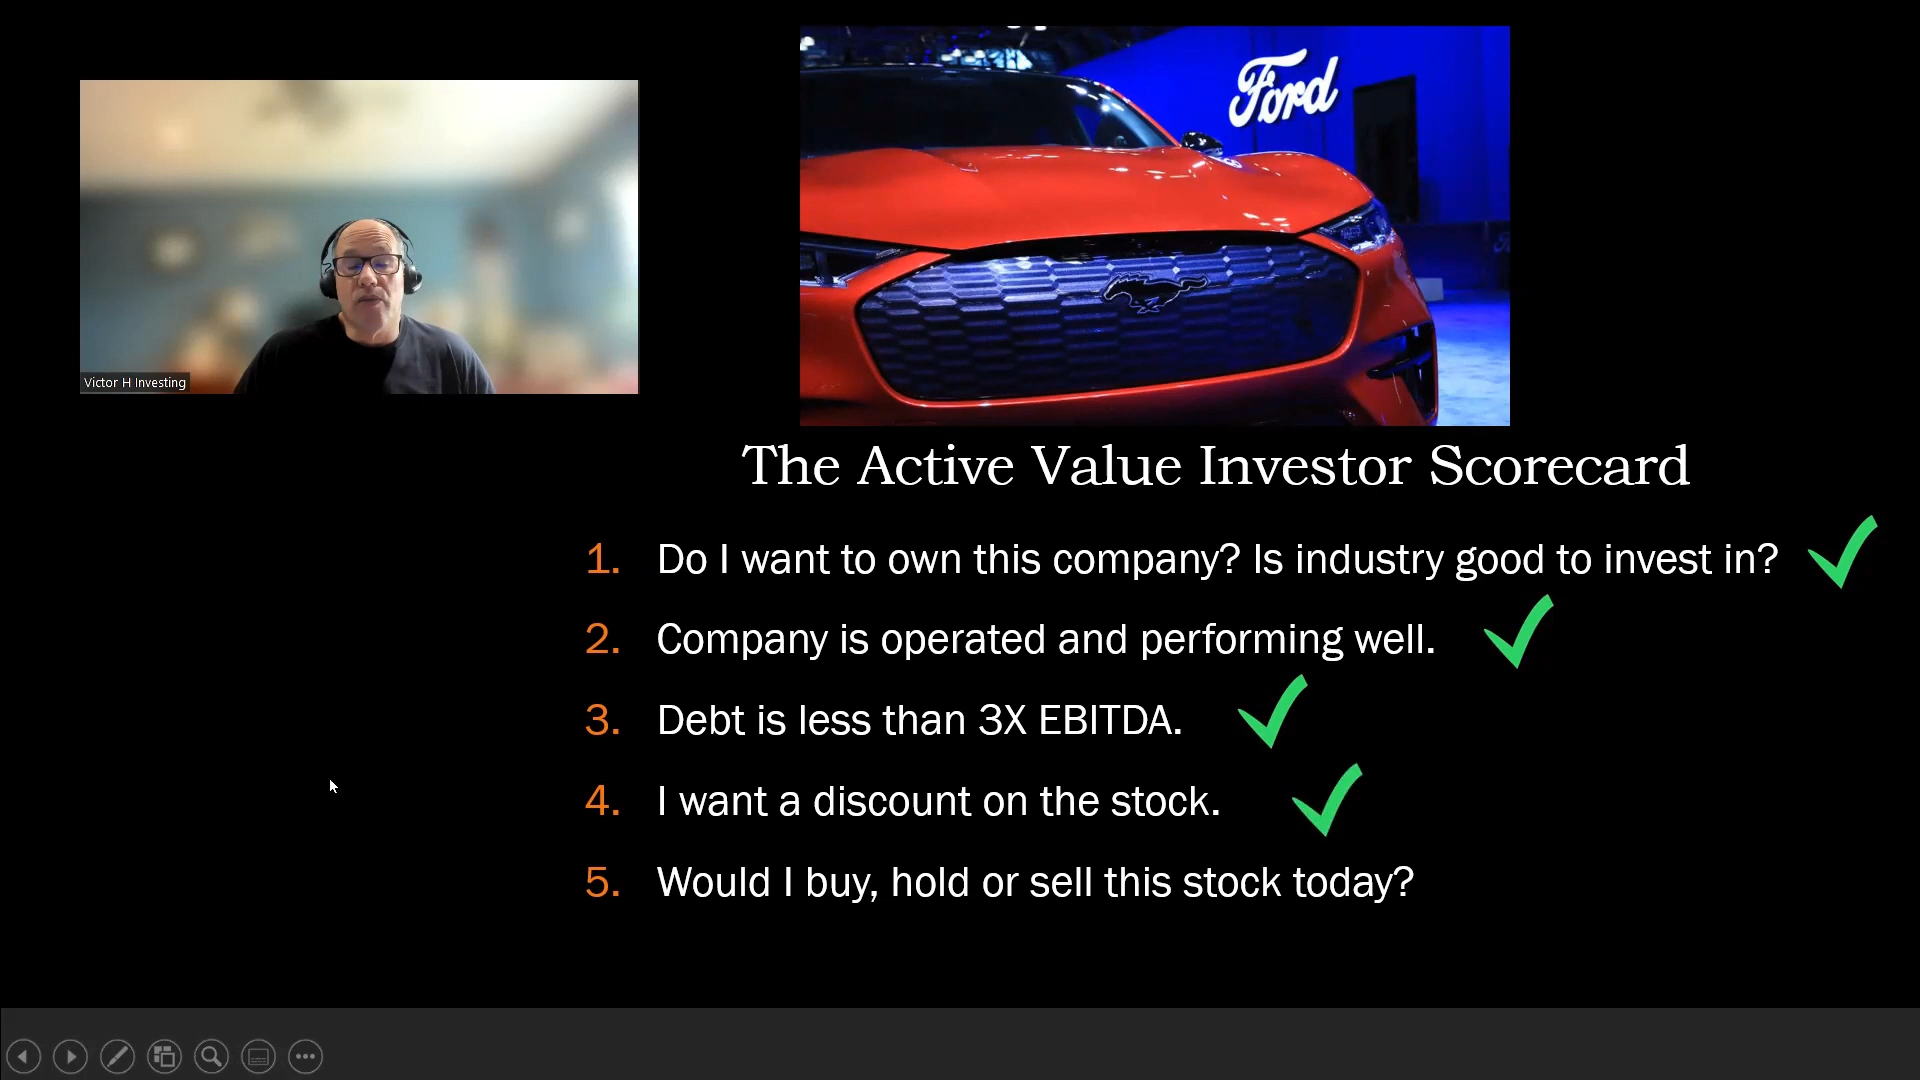 Ford
Victor H Investing
The Active Value Investor Scorecard
1. Do I want to own this company? Is industry good to invest in?
2. Company is operated and performing well.
3. Debt is less than 3X EBITDA.
4. I want a discount on the stock.
5. Would I buy, hold or sell this stock today?